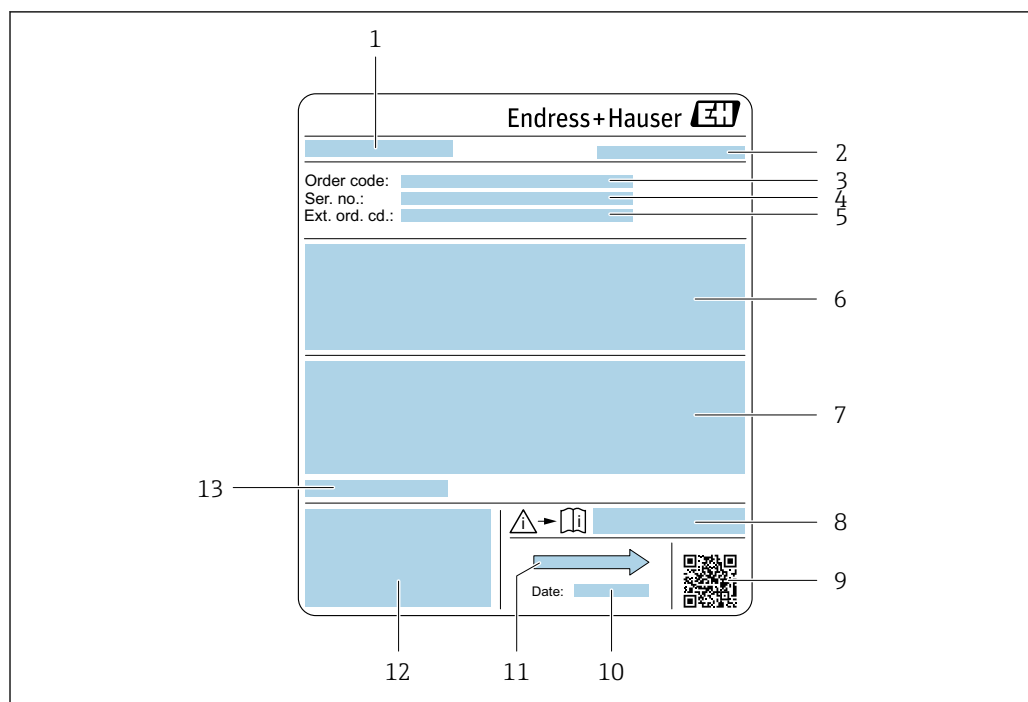 1
Endress+Hauser EH
2
Order code:
3
Ser. no.:
4
Ext. ord. cd.:
5
6
7
13
i
i
8
9
Date:
12
11
10